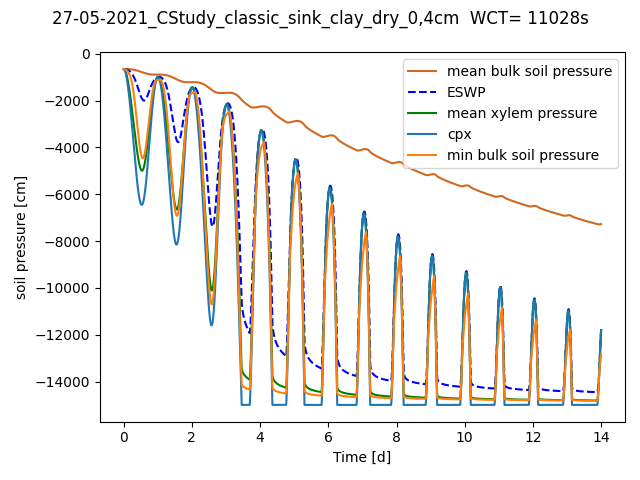 27-05-2021_CStudy_classic_sink_clay_dry_0,4cm  WCT= 11028s
mean bulk soil pressure
ESWP
mean xylem pressure
cpx
min bulk soil pressure
soil pressure [cm]
0
−2000
−4000
−6000
−8000
−10000
−12000
−14000
0 2 4 6 8 10 12 14
Time [d]